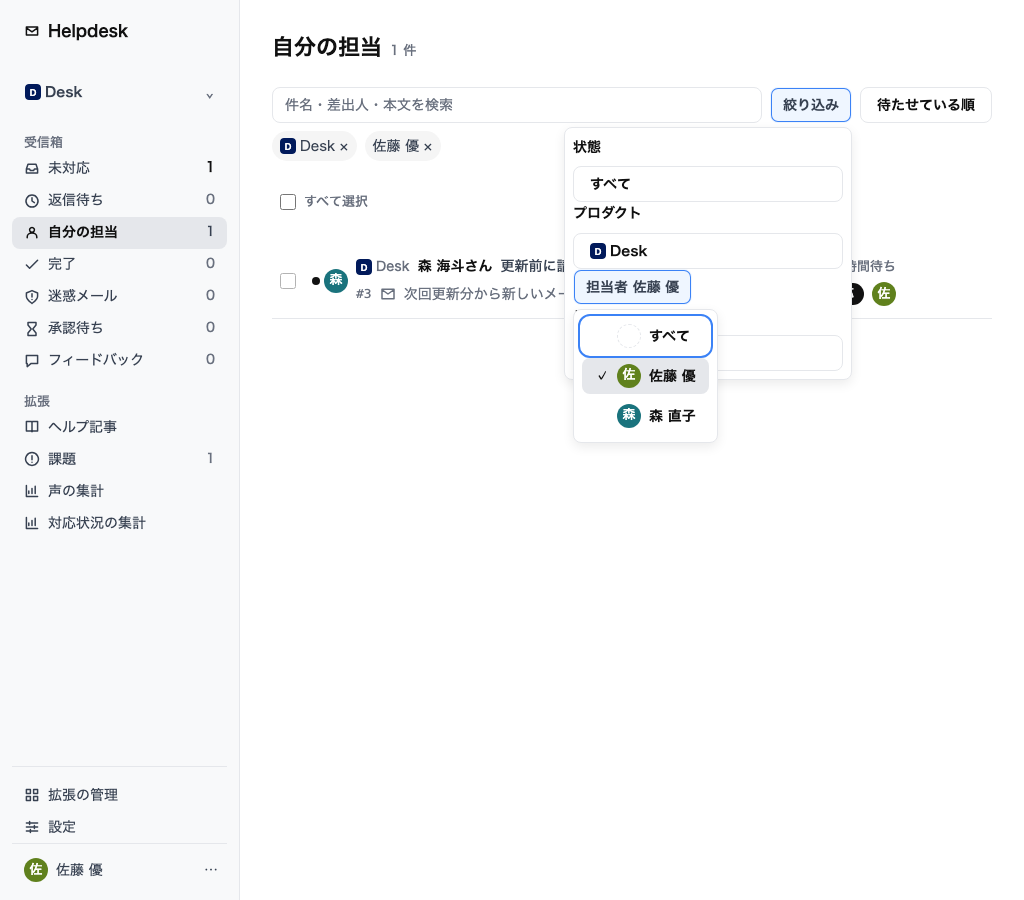 Helpdesk
D Desk
受信箱
未対応 1
返信待ち 0
自分の担当 1
完了 0
迷惑メール 0
承認待ち 0
フィードバック 0
拡張
ヘルプ記事
課題 1
声の集計
対応状況の集計
拡張の管理
設定
佐 佐藤 優 …
自分の担当 1 件
件名・差出人・本文を検索
絞り込み
待たせている順
D Desk ×
佐藤 優 ×
すべて選択
森 D Desk 森 海斗さん 更新前に
時間待ち
#3 次回更新分から新しいメー
佐
状態
すべて
プロダクト
D Desk
担当者 佐藤 優
すべて
✓ 佐 佐藤 優
森 森 直子